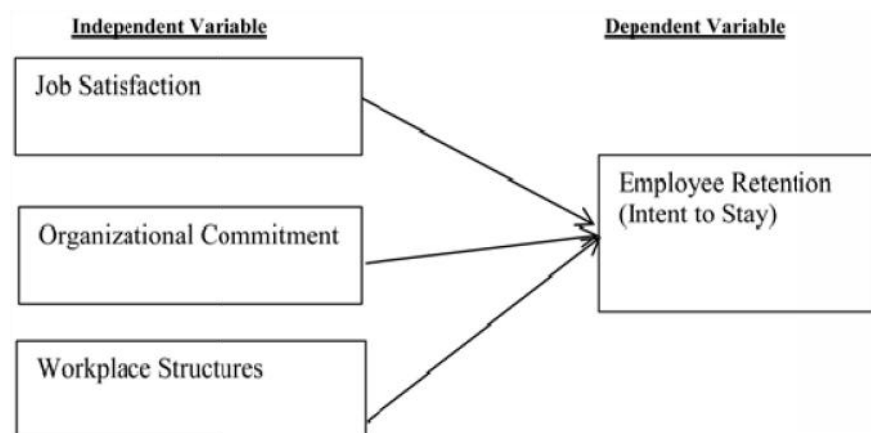 Independent Variable
Dependent Variable
Job Satisfaction
Employee Retention
(Intent to Stay)
Organizational Commitment
Workplace Structures